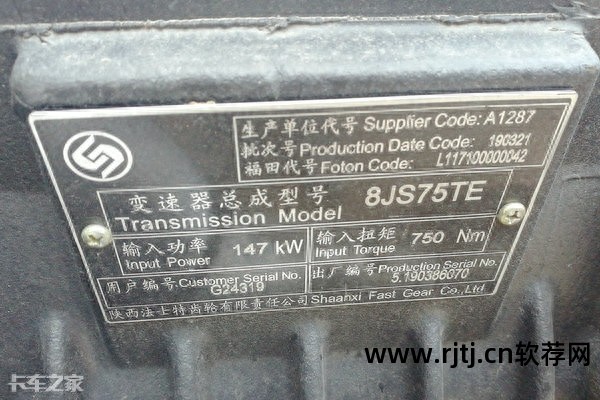 生产单位代号 Supplier Code: A1287
批次号 Production Date Code: 190321
福田代号 Foton Code: L117100000042
变速器总成型号 8JS75TE
Transmission Model
输入功率 147 kW 输入扭矩 750 Nm
Input Power Input Torque
用户编号 Customer Serial No. 出厂编号 Production Serial No.
G24319 5.190386070
陕西法士特齿轮有限责任公司 Shaanxi Fast Gear Co.,Ltd.
www.rjtj.cn软荐网
卡车之家